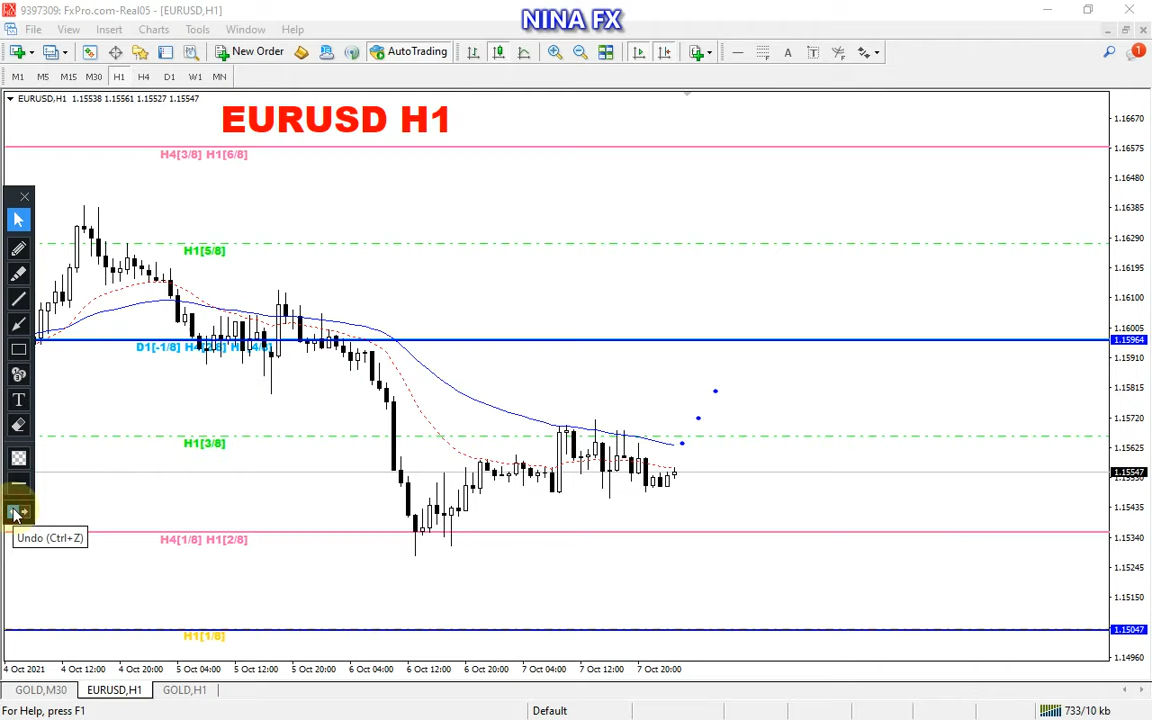 9397309: FxPro.com-Real05 - [EURUSD,H1]
NINA FX
File View Insert Charts Tools Window Help
New Order AutoTrading 1
A T
M1 M5 M15 M30 H1 H4 D1 W1 MN
EURUSD,H1 1.15538 1.15561 1.15527 1.15547
EURUSD H1
1.16670
1.16575
H4[3/8] H1[6/8]
1.16480
1.16385
1.16290
H1[5/8]
1.16195
1.16100
1.16005
1.15964
D1[-1/8]
1.15910
1.15815
1.15720
H1[3/8]
1.15625
T
1.15547
1.15435
Undo (Ctrl+Z)
H4[1/8] H1[2/8]
1.15340
1.15245
1.15150
1.15047
H1[1/8]
1.14960
4 Oct 2021 4 Oct 12:00 4 Oct 20:00 5 Oct 04:00 5 Oct 12:00 5 Oct 20:00 6 Oct 04:00 6 Oct 12:00 6 Oct 20:00 7 Oct 04:00 7 Oct 12:00 7 Oct 20:00
GOLD,M30 EURUSD,H1 GOLD,H1
For Help, press F1 Default 733/10 kb